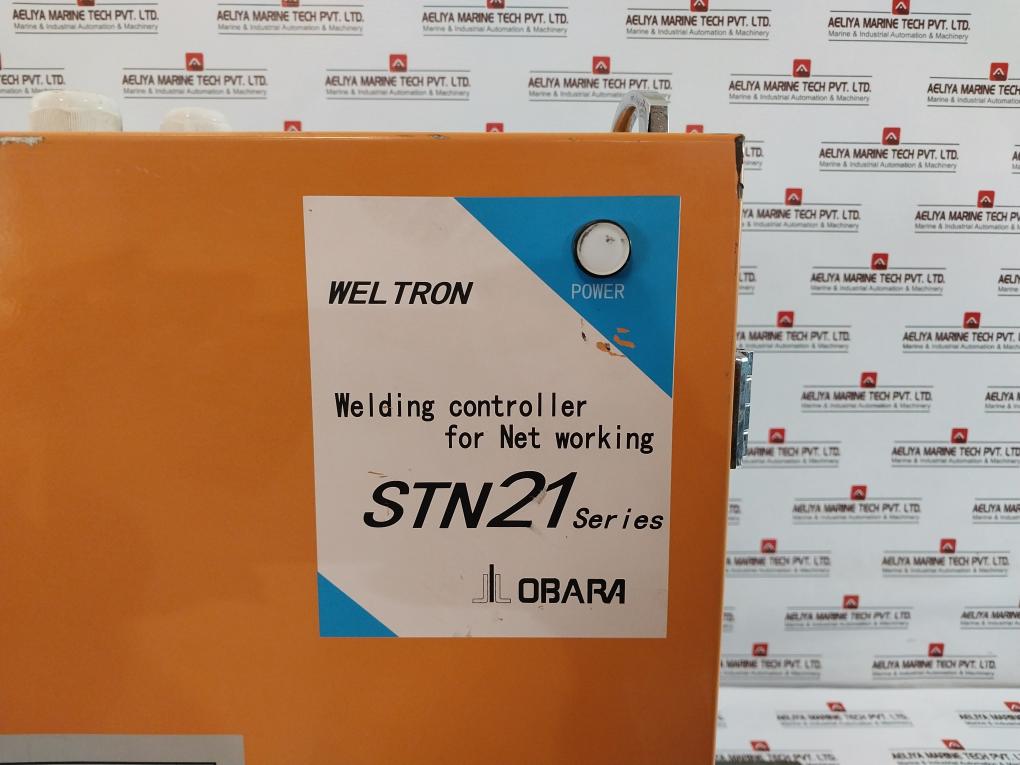 WELTRON
POWER
Welding controller
for Net working
STN21 Series
OBARA
AELIYA MARINE TECH PVT. LTD.
Marine & Industrial Automation & Machinery